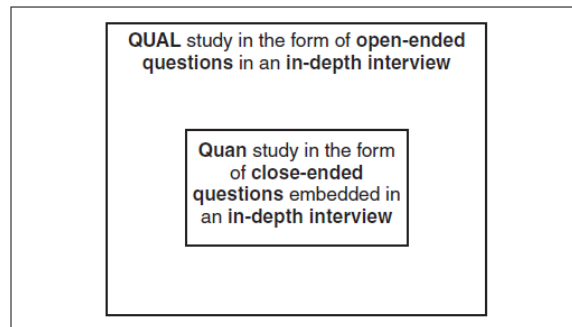 QUAL study in the form of open-ended
questions in an in-depth interview
Quan study in the form
of close-ended
questions embedded in
an in-depth interview